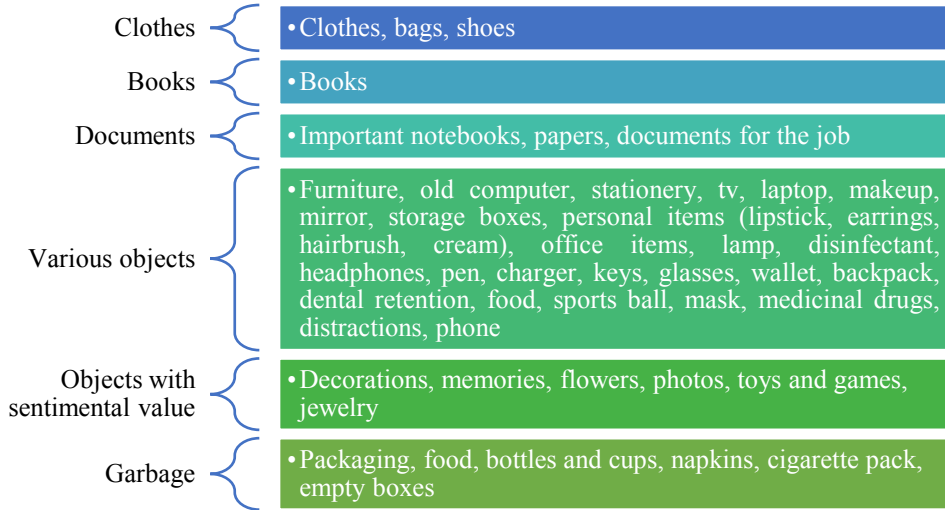 Clothes
•Clothes, bags, shoes
Books
•Books
Documents
•Important notebooks, papers, documents for the job
Various objects
•Furniture, old computer, stationery, tv, laptop, makeup,
mirror, storage boxes, personal items (lipstick, earrings,
hairbrush, cream), office items, lamp, disinfectant,
headphones, pen, charger, keys, glasses, wallet, backpack,
dental retention, food, sports ball, mask, medicinal drugs,
distractions, phone
Objects with
sentimental value
•Decorations, memories, flowers, photos, toys and games,
jewelry
Garbage
•Packaging, food, bottles and cups, napkins, cigarette pack,
empty boxes